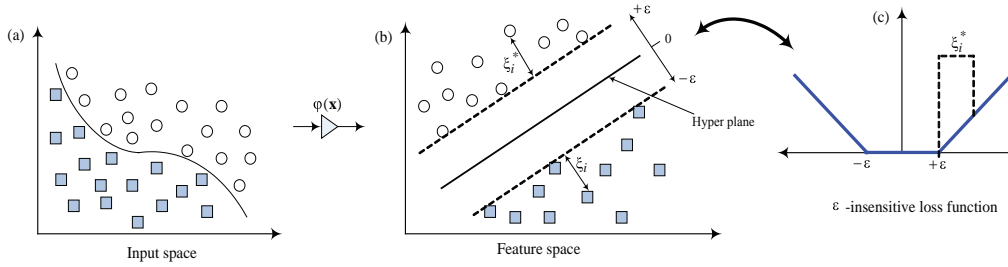 (a)
Input space
φ(x)
(b)
ξi*
+ε
0
−ε
Hyper plane
ξi
Feature space
(c)
ξi*
−ε
+ε
ε -insensitive loss function